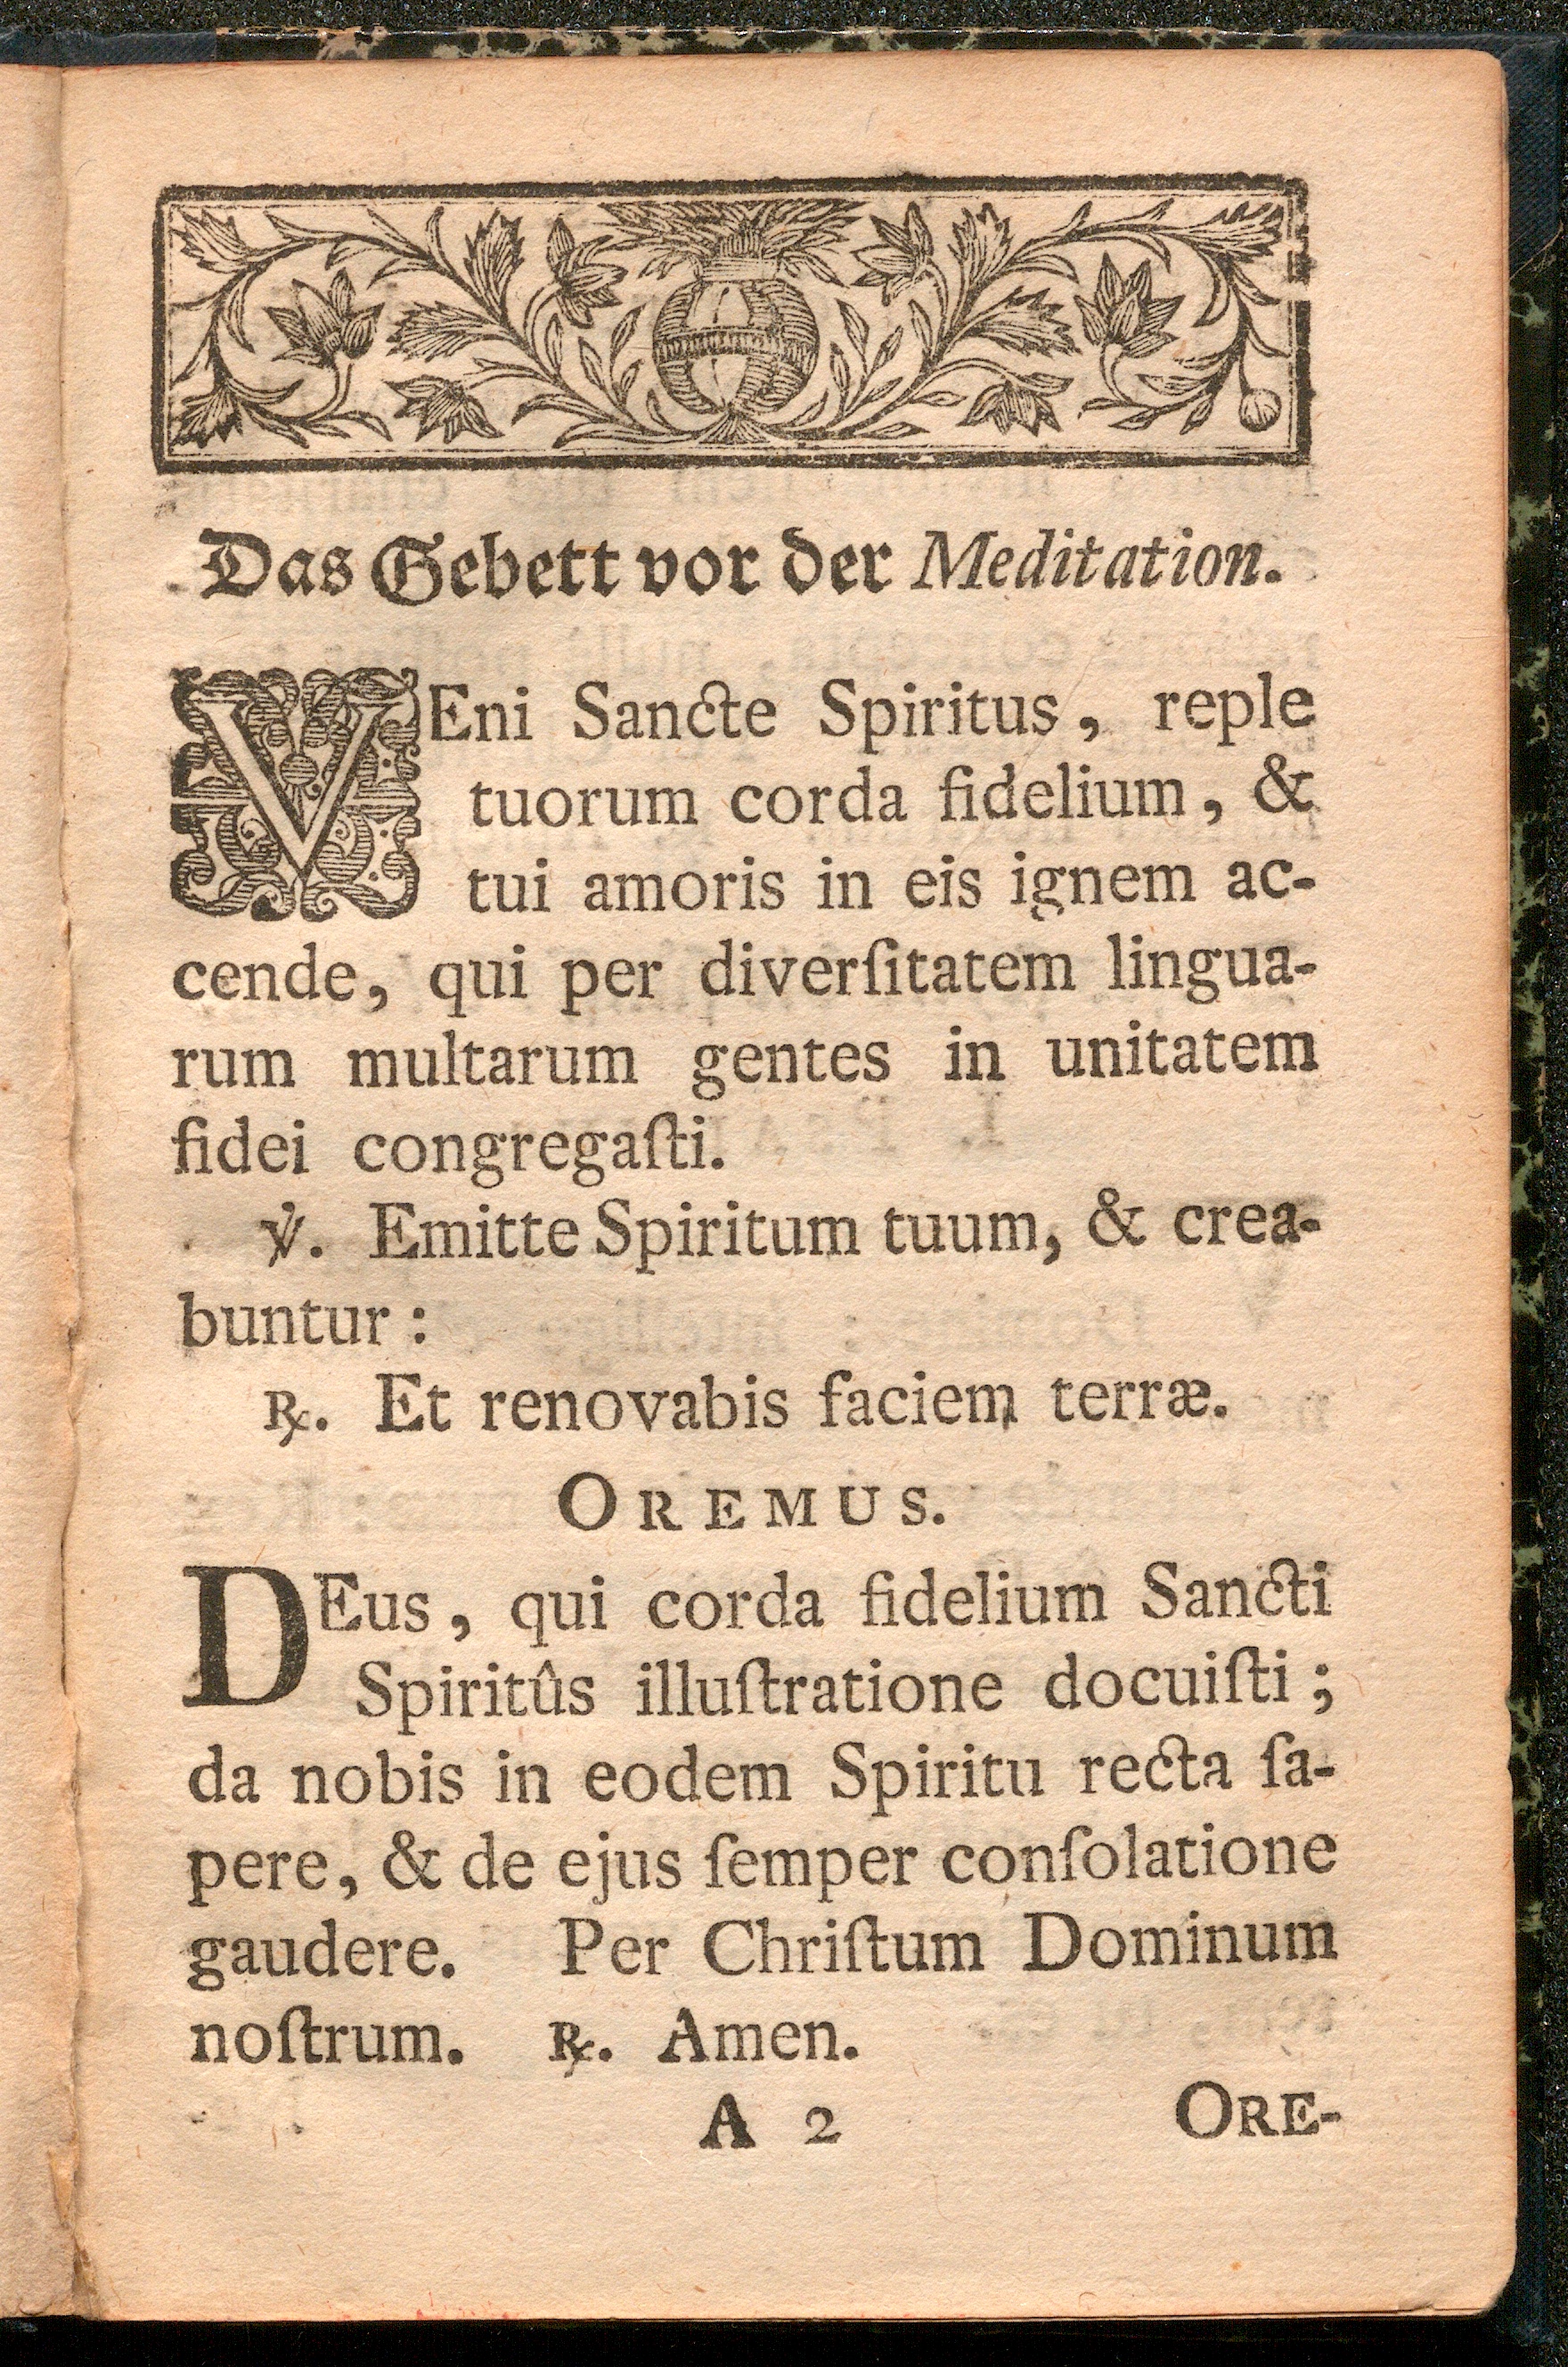 Das Gebett vor der Meditation.
VEni Sancte Spiritus, reple
tuorum corda fidelium, &
tui amoris in eis ignem ac-
cende, qui per diverſitatem lingua-
rum multarum gentes in unitatem
fidei congregaſti.
℣. Emitte Spiritum tuum, & crea-
buntur:
℞. Et renovabis faciem terræ.
OREMUS.
DEus, qui corda fidelium Sancti
Spiritûs illuſtratione docuiſti;
da nobis in eodem Spiritu recta ſa-
pere, & de ejus ſemper conſolatione
gaudere. Per Chriſtum Dominum
noſtrum. ℞. Amen.
A 2 ORE-